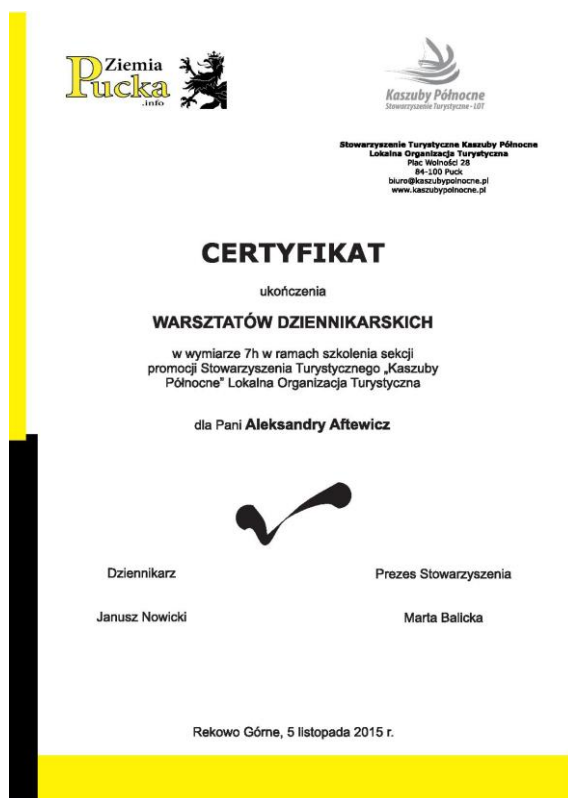 Ziemia
Pucka
.info
Kaszuby Północne
Stowarzyszenie Turystyczne - LOT
Stowarzyszenie Turystyczne Kaszuby Północne
Lokalna Organizacja Turystyczna
Plac Wolności 28
84-100 Puck
biuro@kaszubypolnocne.pl
www.kaszubypolnocne.pl
CERTYFIKAT
ukończenia
WARSZTATÓW DZIENNIKARSKICH
w wymiarze 7h w ramach szkolenia sekcji
promocji Stowarzyszenia Turystycznego „Kaszuby
Północne” Lokalna Organizacja Turystyczna
dla Pani Aleksandry Aftewicz
Dziennikarz
Prezes Stowarzyszenia
Janusz Nowicki
Marta Balicka
Rekowo Górne, 5 listopada 2015 r.